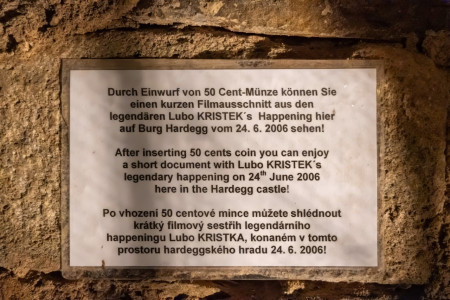 Durch Einwurf von 50 Cent-Münze können Sie
einen kurzen Filmausschnitt aus den
legendären Lubo KRISTEK´s Happening hier
auf Burg Hardegg vom 24. 6. 2006 sehen!
After inserting 50 cents coin you can enjoy
a short document with Lubo KRISTEK´s
legendary happening on 24th June 2006
here in the Hardegg castle!
Po vhozeni 50 centové mince můžete shlédnout
krátký filmový sestřih legendárního
happeningu Lubo KRISTKA, konaném v tomto
prostoru hardeggského hradu 24. 6. 2006!